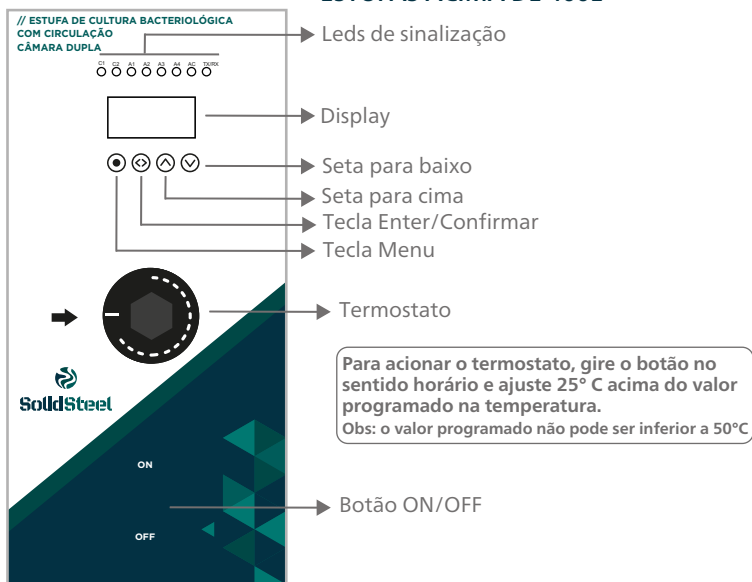 // ESTUFA DE CULTURA BACTERIOLÓGICA
COM CIRCULAÇÃO
CÂMARA DUPLA
C1 C2 A1 A2 A3 A4 AC TX/RX
Leds de sinalização
Display
Seta para baixo
Seta para cima
Tecla Enter/Confirmar
Tecla Menu
Termostato
Para acionar o termostato, gire o botão no
sentido horário e ajuste 25° C acima do valor
programado na temperatura.
Obs: o valor programado não pode ser inferior a 50°C
SolidSteel
ON
OFF
Botão ON/OFF